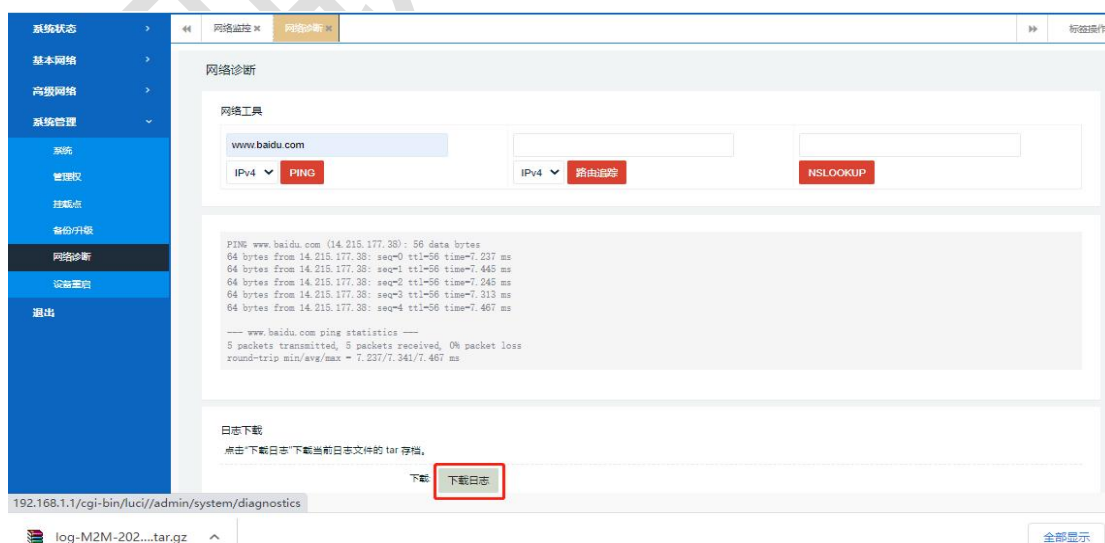 系统状态
基本网络
高级网络
系统管理
系统
管理权
挂载点
备份/升级
网络诊断
设备重启
退出
网络监控
网络诊断
标签操作
网络诊断
网络工具
www.baidu.com
IPv4 PING
IPv4 路由追踪
NSLOOKUP
PING www.baidu.com (14.215.177.38): 56 data bytes
64 bytes from 14.215.177.38: seq=0 ttl=56 time=7.237 ms
64 bytes from 14.215.177.38: seq=1 ttl=56 time=7.445 ms
64 bytes from 14.215.177.38: seq=2 ttl=56 time=7.245 ms
64 bytes from 14.215.177.38: seq=3 ttl=56 time=7.313 ms
64 bytes from 14.215.177.38: seq=4 ttl=56 time=7.467 ms
--- www.baidu.com ping statistics ---
5 packets transmitted, 5 packets received, 0% packet loss
round-trip min/avg/max = 7.237/7.341/7.467 ms
日志下载
点击“下载日志”下载当前日志文件的 tar 存档。
下载 下载日志
192.168.1.1/cgi-bin/luci//admin/system/diagnostics
log-M2M-202....tar.gz
全部显示